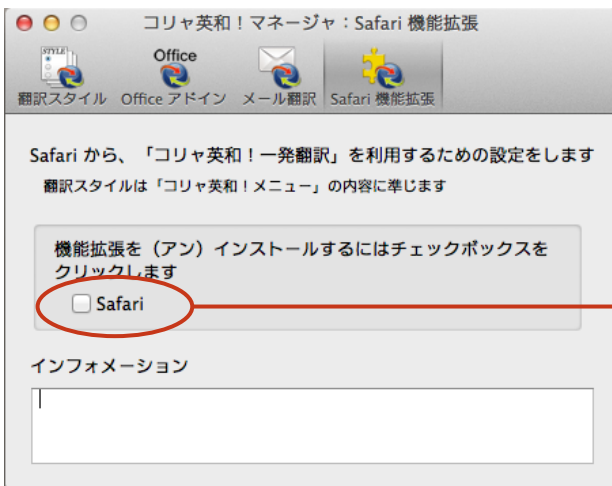 コリャ英和！マネージャ：Safari 機能拡張
STYLE
Office
翻訳スタイル Office アドイン メール翻訳 Safari 機能拡張
Safari から、「コリャ英和！一発翻訳」を利用するための設定をします
翻訳スタイルは「コリャ英和！メニュー」の内容に準じます
機能拡張を（アン）インストールするにはチェックボックスを
クリックします
Safari
インフォメーション